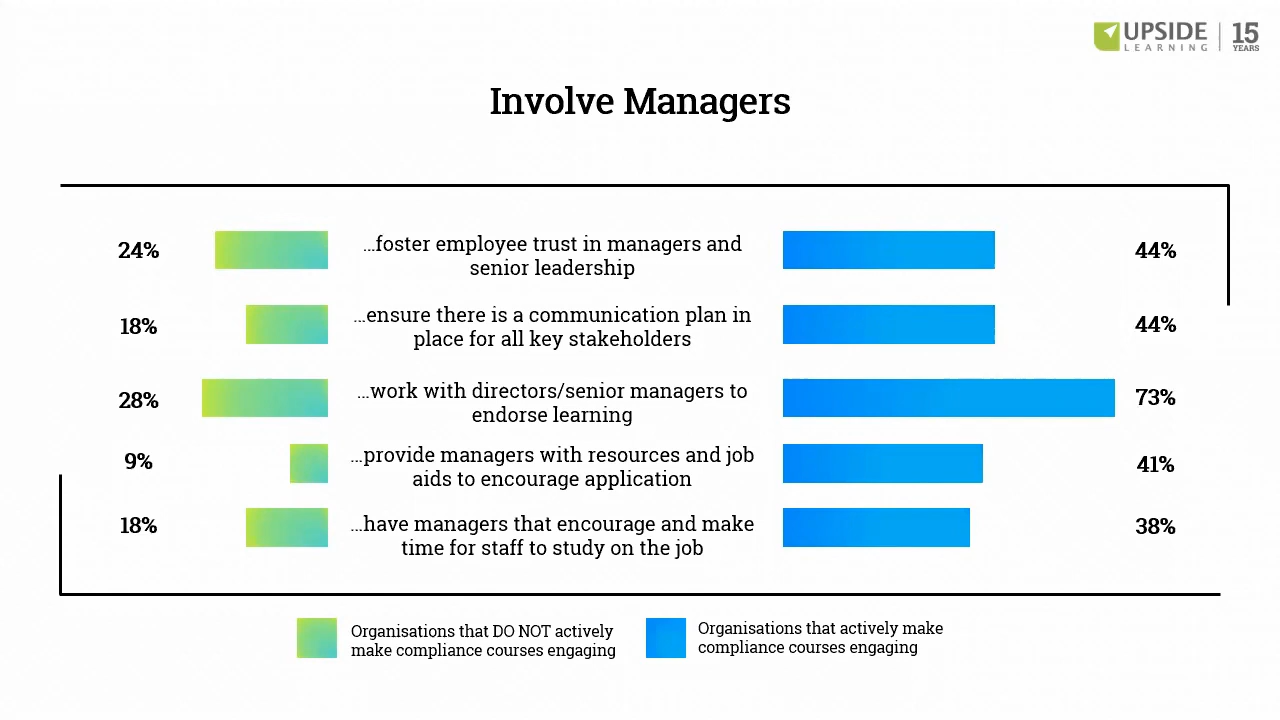 UPSIDE
LEARNING
15
YEARS
Involve Managers
24%
...foster employee trust in managers and
senior leadership
44%
18%
...ensure there is a communication plan in
place for all key stakeholders
44%
28%
...work with directors/senior managers to
endorse learning
73%
9%
...provide managers with resources and job
aids to encourage application
41%
18%
...have managers that encourage and make
time for staff to study on the job
38%
Organisations that DO NOT actively
make compliance courses engaging
Organisations that actively make
compliance courses engaging